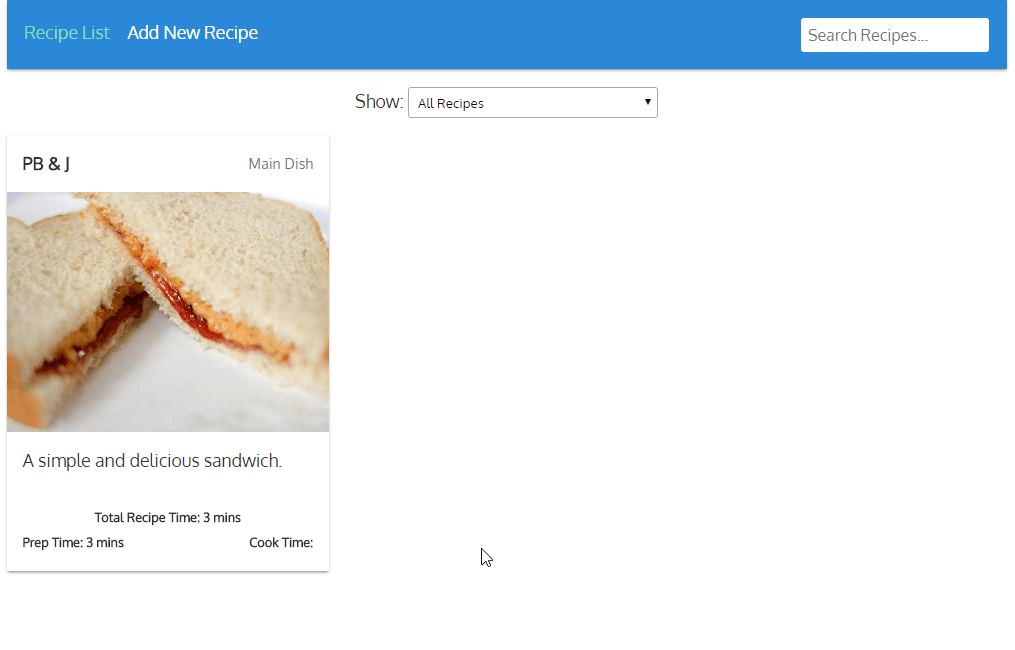 Recipe List Add New Recipe Search Recipes...
Show: All Recipes
PB & J Main Dish
A simple and delicious sandwich.
Total Recipe Time: 3 mins
Prep Time: 3 mins Cook Time: